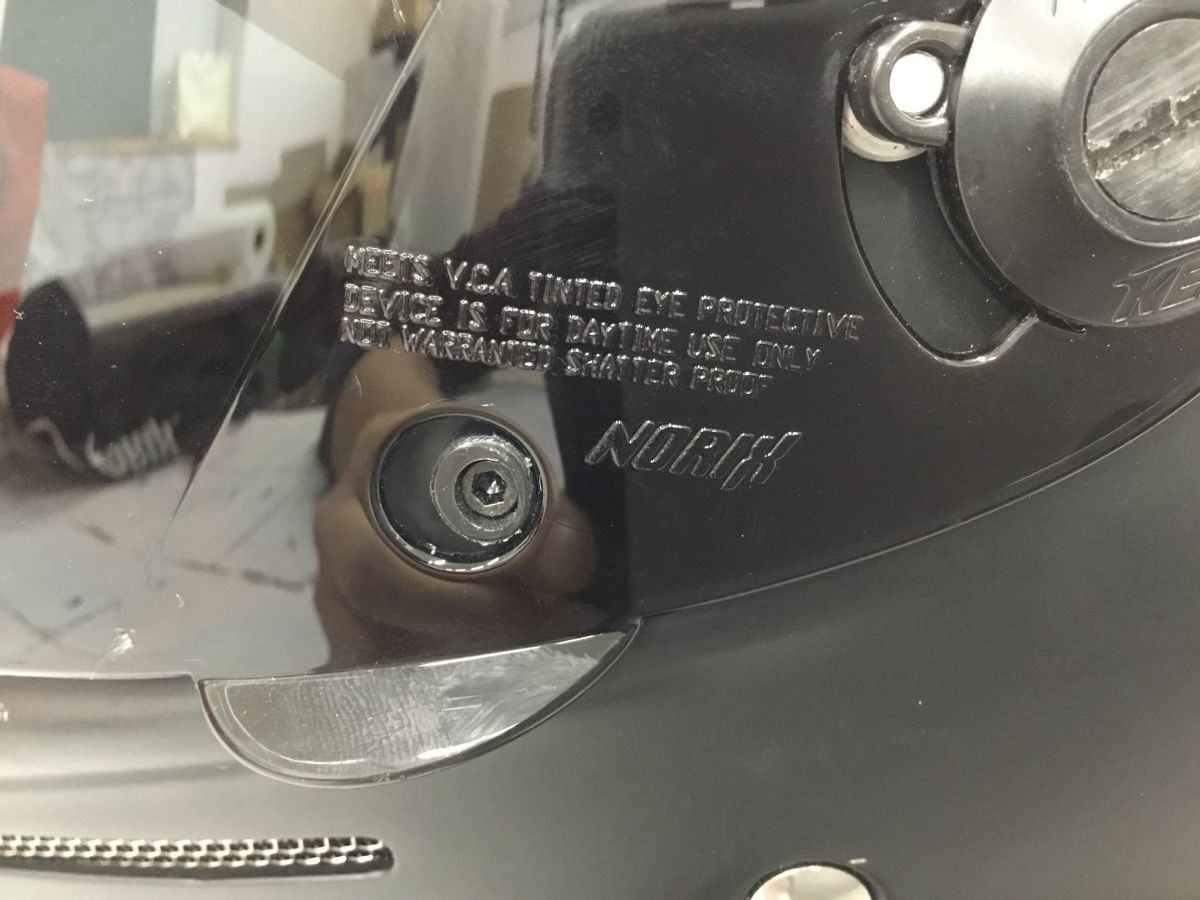 MEETS V.C.A TINTED EYE PROTECTIVE
DEVICE IS FOR DAYTIME USE ONLY
NOT WARRANTED SHATTER PROOF
NORIX